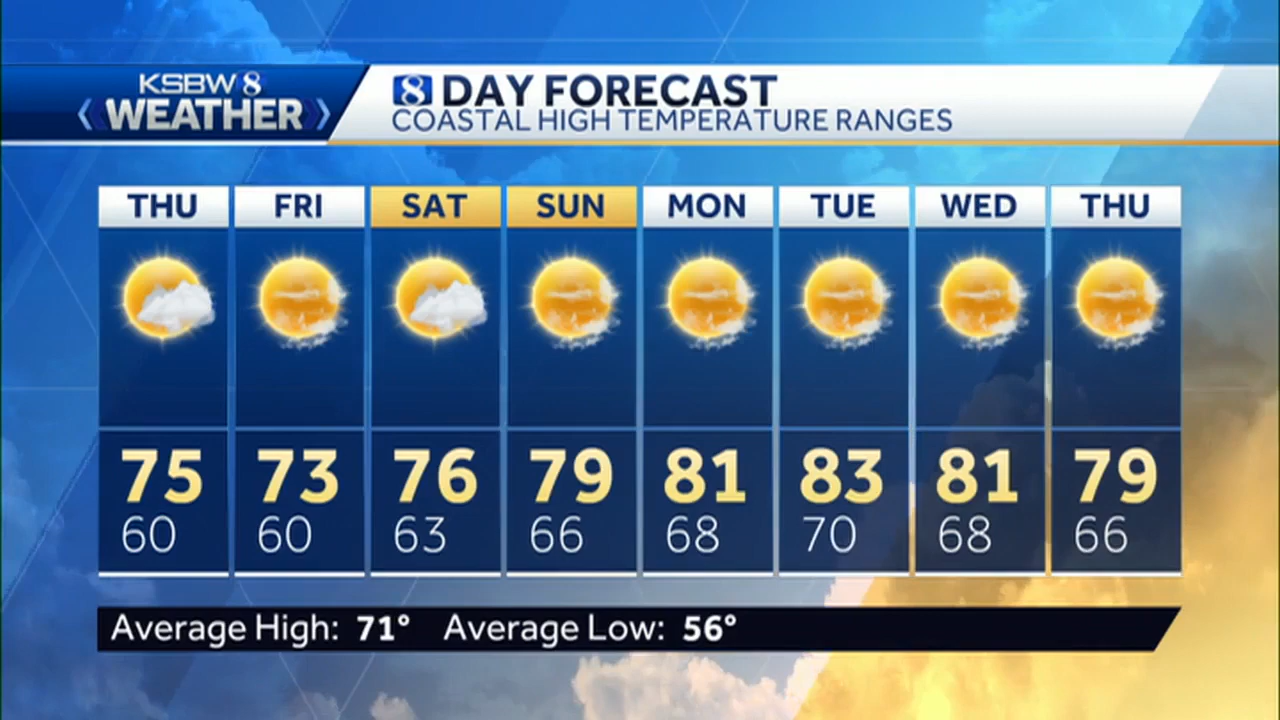 KSBW 8
WEATHER
8 DAY FORECAST
COASTAL HIGH TEMPERATURE RANGES
THU FRI SAT SUN MON TUE WED THU
75 73 76 79 81 83 81 79
60 60 63 66 68 70 68 66
Average High: 71° Average Low: 56°